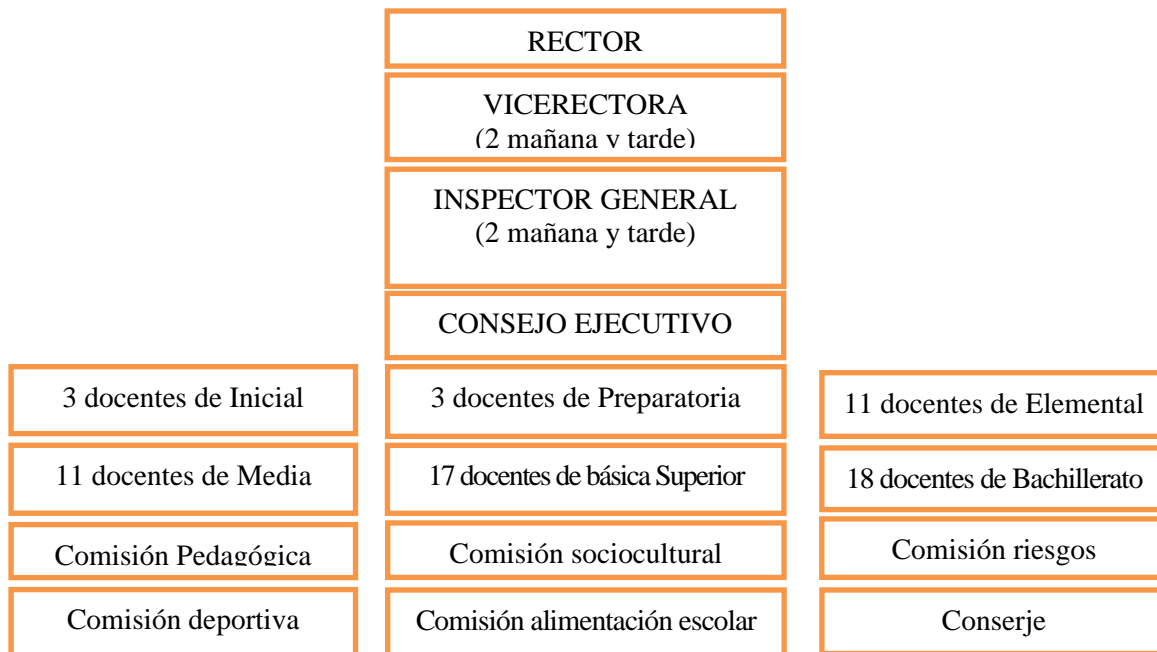 RECTOR
VICERECTORA
(2 mañana y tarde)
INSPECTOR GENERAL
(2 mañana y tarde)
CONSEJO EJECUTIVO
3 docentes de Inicial
3 docentes de Preparatoria
11 docentes de Elemental
11 docentes de Media
17 docentes de básica Superior
18 docentes de Bachillerato
Comisión Pedagógica
Comisión sociocultural
Comisión riesgos
Comisión deportiva
Comisión alimentación escolar
Conserje